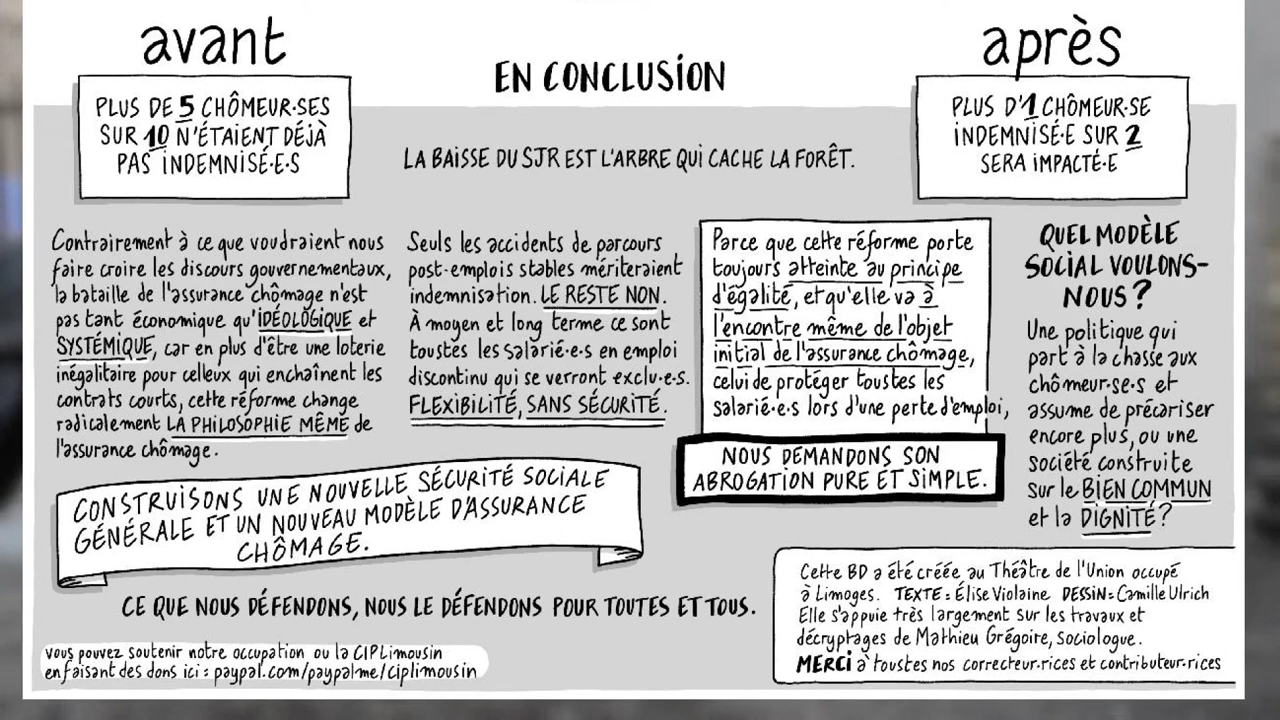 avant
PLUS DE 5 CHÔMEUR·SES
SUR 10 N'ÉTAIENT DÉJÀ
PAS INDEMNISÉ·E·S
EN CONCLUSION
LA BAISSE DU SJR EST L'ARBRE QUI CACHE LA FORÊT.
après
PLUS D'1 CHÔMEUR·SE
INDEMNISÉ·E SUR 2
SERA IMPACTÉ·E
Contrairement à ce que voudraient nous
faire croire les discours gouvernementaux,
la bataille de l'assurance chômage n'est
pas tant économique qu'IDÉOLOGIQUE et
SYSTÉMIQUE, car en plus d'être une loterie
inégalitaire pour celleux qui enchaînent les
contrats courts, cette réforme change
radicalement LA PHILOSOPHIE MÊME de
l'assurance chômage.
Seuls les accidents de parcours
post-emplois stables mériteraient
indemnisation. LE RESTE NON.
À moyen et long terme ce sont
toustes les salarié·e·s en emploi
discontinu qui se verront exclu·e·s.
FLEXIBILITÉ, SANS SÉCURITÉ.
Parce que cette réforme porte
toujours atteinte au principe
d'égalité, et qu'elle va à
l'encontre même de l'objet
initial de l'assurance chômage,
celui de protéger toustes les
salarié·e·s lors d'une perte d'emploi,
NOUS DEMANDONS SON
ABROGATION PURE ET SIMPLE.
QUEL MODÈLE
SOCIAL VOULONS-
NOUS ?
Une politique qui
part à la chasse aux
chômeur·se·s et
assume de précariser
encore plus, ou une
société construite
sur le BIEN COMMUN
et la DIGNITÉ ?
CONSTRUISONS UNE NOUVELLE SÉCURITÉ SOCIALE
GÉNÉRALE ET UN NOUVEAU MODÈLE D'ASSURANCE
CHÔMAGE.
CE QUE NOUS DÉFENDONS, NOUS LE DÉFENDONS POUR TOUTES ET TOUS.
vous pouvez soutenir notre occupation ou la CIPLimousin
en faisant des dons ici : paypal.com/paypalme/ciplimousin
Cette BD a été créée au Théâtre de l'Union occupé
à Limoges. TEXTE : Élise Violaine DESSIN : Camille Ulrich
Elle s'appuie très largement sur les travaux et
décryptages de Mathieu Grégoire, sociologue.
MERCI à toustes nos correcteur·rices et contributeur·rices